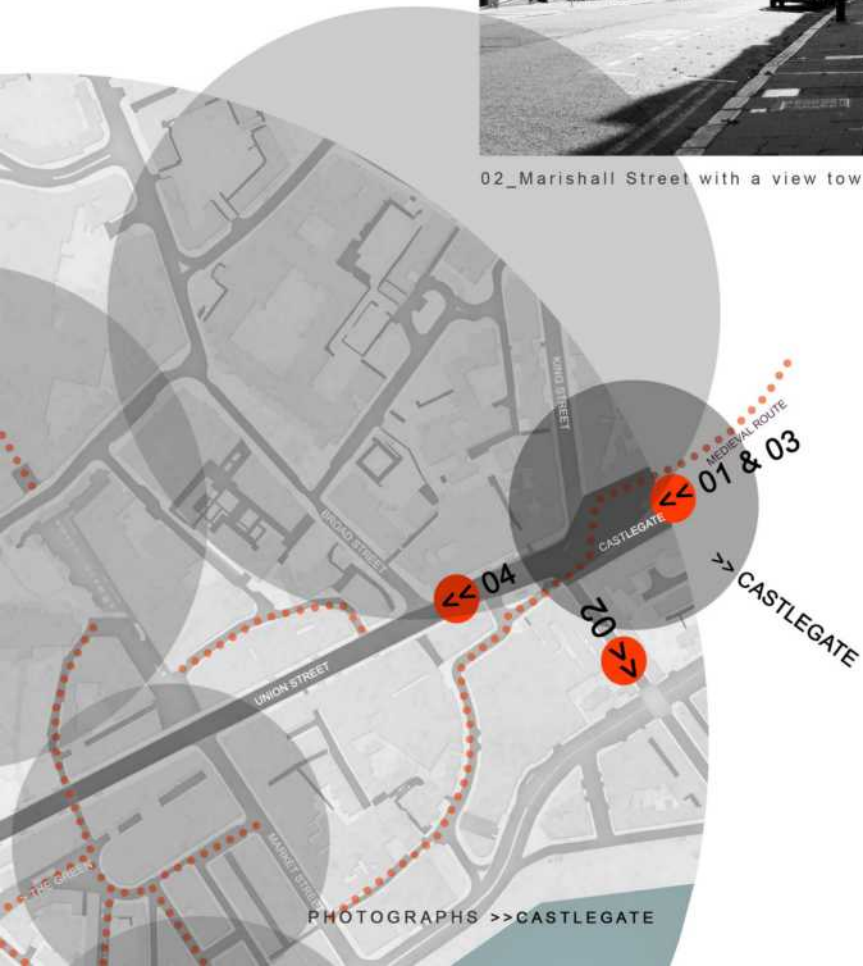 02_Marishall Street with a view tow
KING STREET
MEDIEVAL ROUTE
<< 01 & 03
CASTLEGATE
>> CASTLEGATE
BROAD STREET
<< 04
02 >>
UNION STREET
MARKET STREET
THE GREEN
PHOTOGRAPHS >>CASTLEGATE